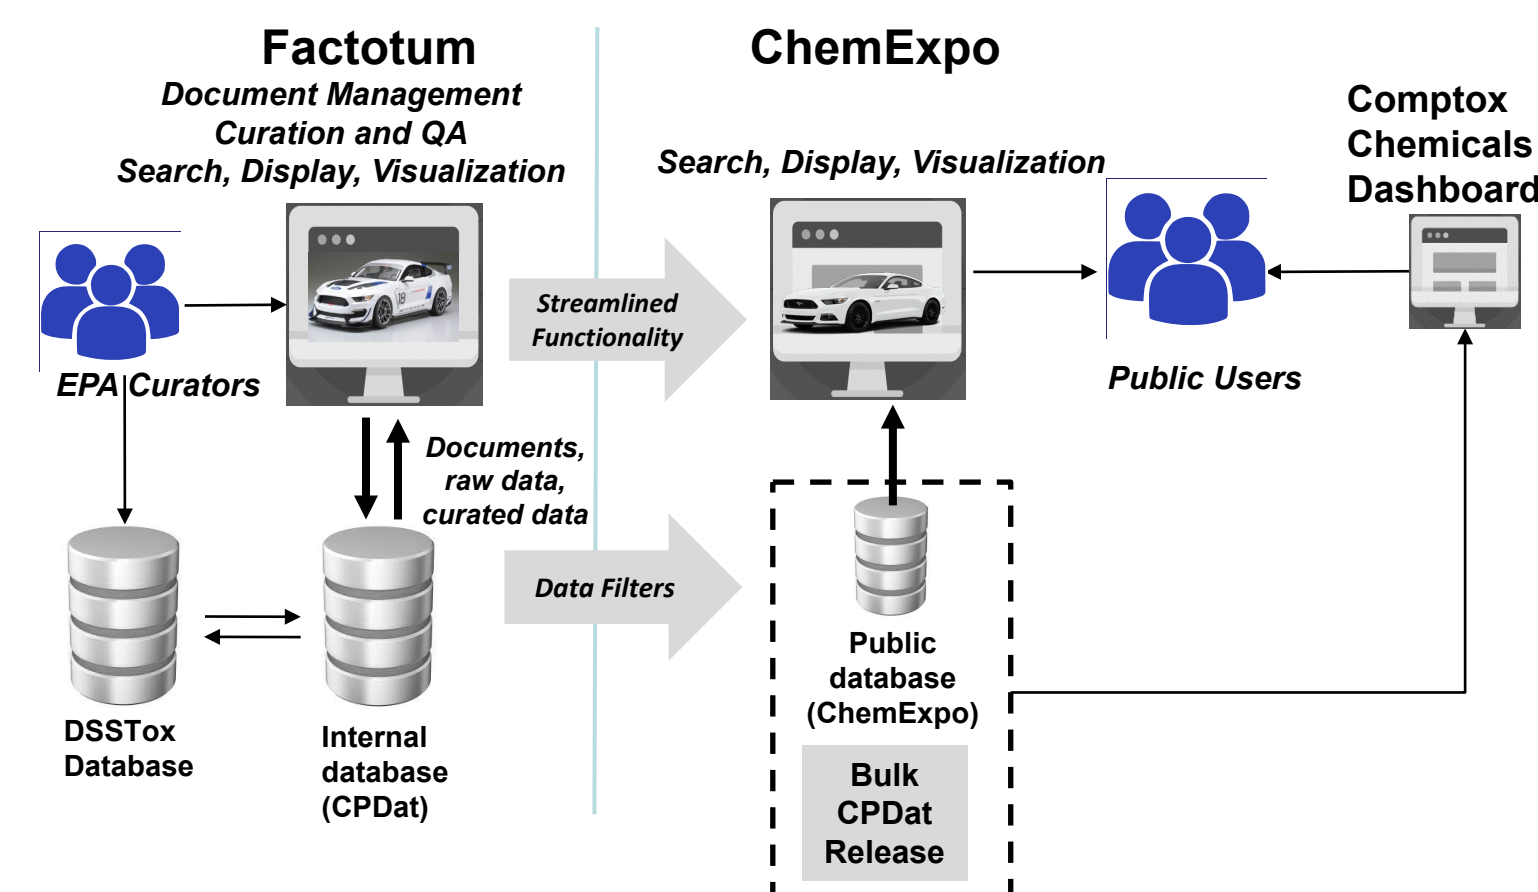 Factotum
Document Management
Curation and QA
Search, Display, Visualization
ChemExpo
Search, Display, Visualization
Comptox
Chemicals
Dashboard
18
EPA Curators
Streamlined
Functionality
Public Users
Documents,
raw data,
curated data
Data Filters
DSSTox
Database
Internal
database
(CPDat)
Public
database
(ChemExpo)
Bulk
CPDat
Release